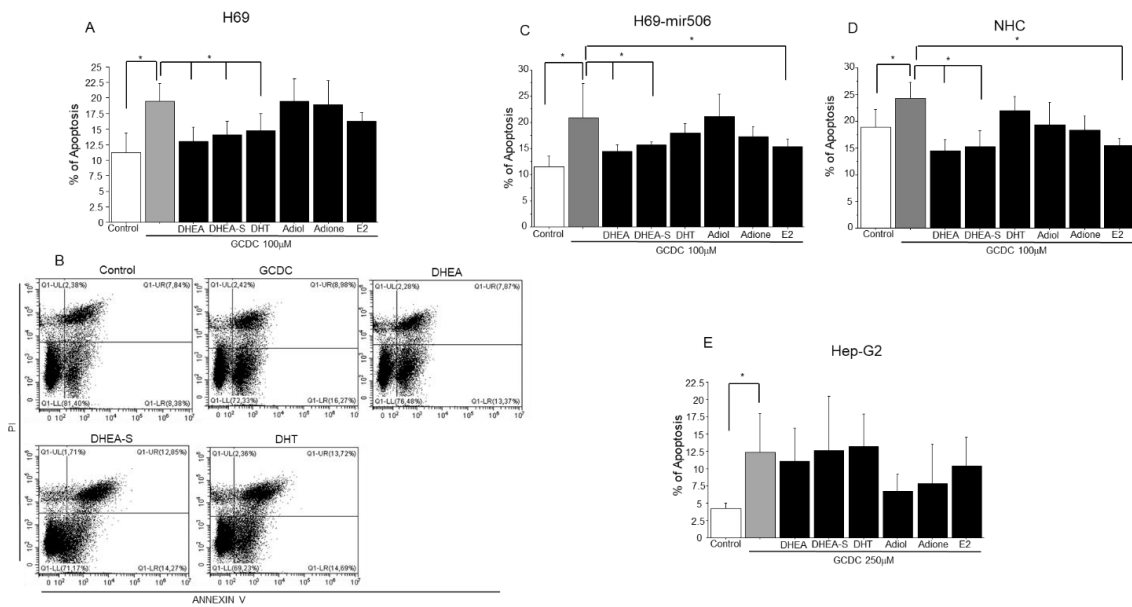 A
H69
% of Apoptosis
25
22.5
20
17.5
15
12.5
10
7.5
5
2.5
0
*
*
Control
DHEA
DHEA-S
DHT
Adiol
Adione
E2
GCDC 100µM
C
H69-mir506
% of Apoptosis
30
25
20
15
10
5
0
*
*
*
Control
DHEA
DHEA-S
DHT
Adiol
Adione
E2
GCDC 100µM
D
NHC
% of Apoptosis
30
25
20
15
10
5
0
*
*
*
Control
DHEA
DHEA-S
DHT
Adiol
Adione
E2
GCDC 100µM
B
PI
Control
Q1-UL(2,38%)
Q1-UR(7,84%)
Q1-LL(81,40%)
Q1-LR(8,38%)
GCDC
Q1-UL(2,42%)
Q1-UR(8,98%)
Q1-LL(72,33%)
Q1-LR(16,27%)
DHEA
Q1-UL(2,28%)
Q1-UR(7,87%)
Q1-LL(76,48%)
Q1-LR(13,37%)
DHEA-S
Q1-UL(1,71%)
Q1-UR(12,85%)
Q1-LL(71,17%)
Q1-LR(14,27%)
DHT
Q1-UL(2,36%)
Q1-UR(13,72%)
Q1-LL(69,23%)
Q1-LR(14,69%)
ANNEXIN V
E
Hep-G2
% of Apoptosis
22.5
20
17.5
15
12.5
10
7.5
5
2.5
0
*
Control
DHEA
DHEA-S
DHT
Adiol
Adione
E2
GCDC 250µM